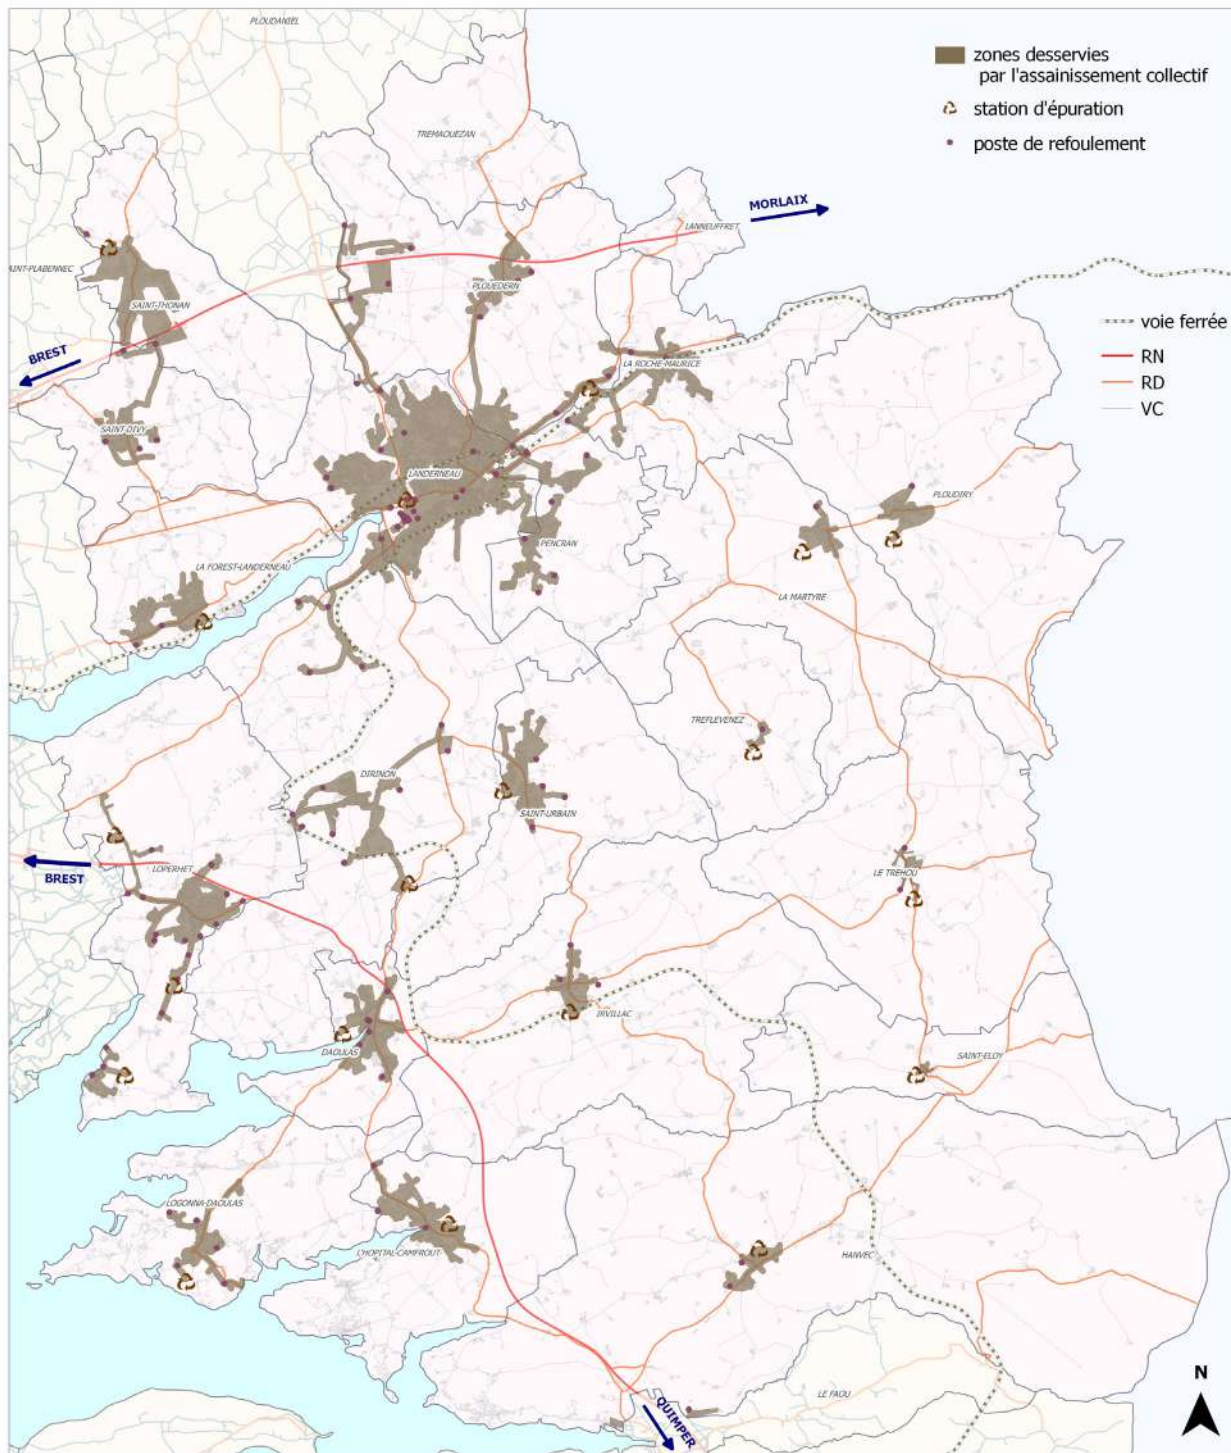 PLOUDANIEL
zones desservies
par l'assainissement collectif
station d'épuration
poste de refoulement
TREMAOUEZAN
MORLAIX
LANNEUFFRET
AINT-PLABENNEC
PLOUEDERN
SAINT-THONAN
voie ferrée
BREST
LA ROCHE-MAURICE
RN
RD
VC
SAINT-DIVY
LANDERNEAU
PLOUDIRY
PENCRAN
LA FOREST-LANDERNEAU
LA MARTYRE
TREFLEVENEZ
DIRINON
SAINT-URBAIN
LOPERHET
BREST
LE TREHOU
IRVILLAC
DAOULAS
SAINT-ELOY
LOGONNA-DAOULAS
L'HOPITAL-CAMFROUT
HANVEC
N
LE FAOU
QUIMPER